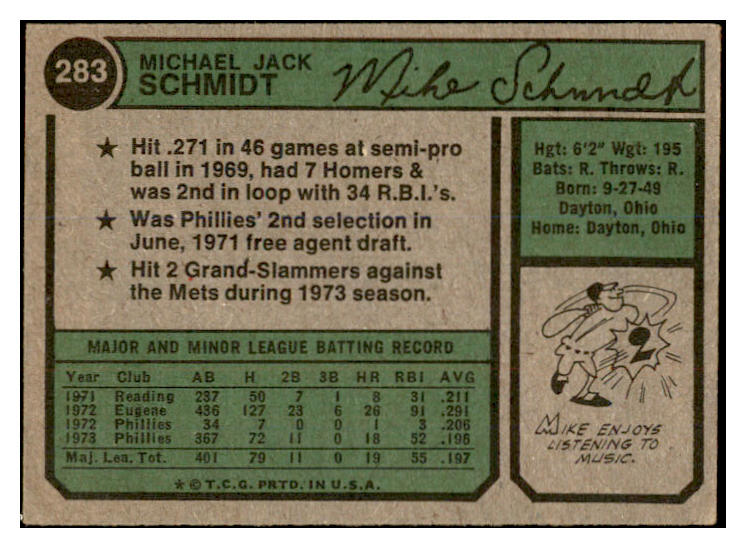 283
MICHAEL JACK
SCHMIDT
Mike Schmidt
★ Hit .271 in 46 games at semi-pro
ball in 1969, had 7 Homers &
was 2nd in loop with 34 R.B.I.'s.
★ Was Phillies' 2nd selection in
June, 1971 free agent draft.
★ Hit 2 Grand-Slammers against
the Mets during 1973 season.
Hgt: 6'2" Wgt: 195
Bats: R. Throws: R.
Born: 9-27-49
Dayton, Ohio
Home: Dayton, Ohio
2
MIKE ENJOYS
LISTENING TO
MUSIC.
MAJOR AND MINOR LEAGUE BATTING RECORD
Year Club AB H 2B 3B HR RBI AVG
1971 Reading 237 50 7 1 8 31 .211
1972 Eugene 436 127 23 6 26 91 .291
1972 Phillies 34 7 0 0 1 3 .206
1973 Phillies 367 72 11 0 18 52 .196
Maj. Lea. Tot. 401 79 11 0 19 55 .197
* © T.C.G. PRTD. IN U.S.A.